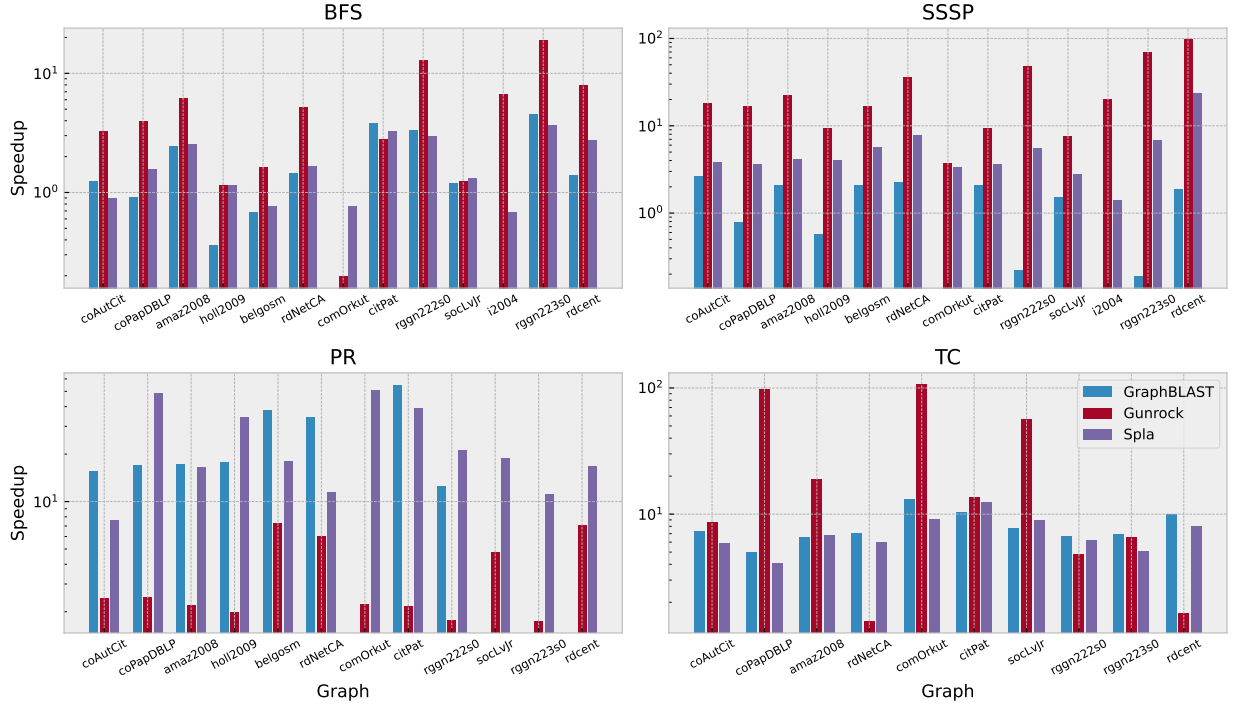 BFS
SSSP
Speedup
10¹
10⁰
10²
10¹
10⁰
coAutCit
coPapDBLP
amaz2008
holl2009
belgosm
rdNetCA
comOrkut
citPat
rggn222s0
socLvJr
i2004
rggn223s0
rdcent
coAutCit
coPapDBLP
amaz2008
holl2009
belgosm
rdNetCA
comOrkut
citPat
rggn222s0
socLvJr
i2004
rggn223s0
rdcent
PR
TC
Speedup
10¹
10²
10¹
GraphBLAST
Gunrock
Spla
coAutCit
coPapDBLP
amaz2008
holl2009
belgosm
rdNetCA
comOrkut
citPat
rggn222s0
socLvJr
rggn223s0
rdcent
coAutCit
coPapDBLP
amaz2008
rdNetCA
comOrkut
citPat
socLvJr
rggn222s0
rggn223s0
rdcent
Graph
Graph